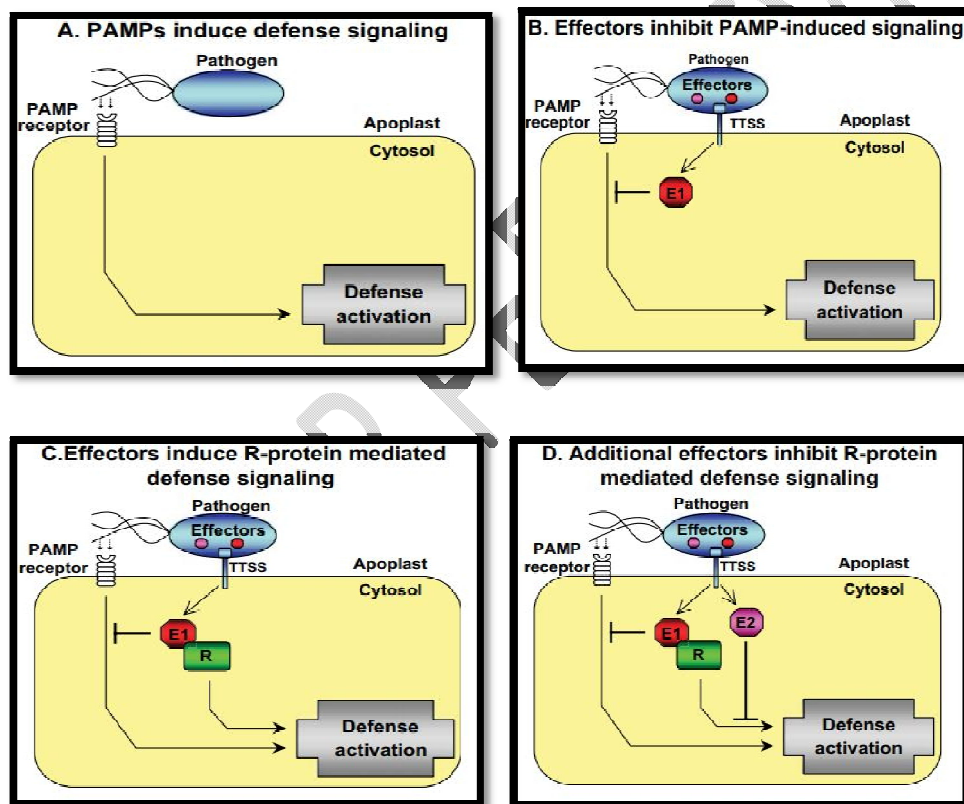 A. PAMPs induce defense signaling
Pathogen
PAMP
receptor
Apoplast
Cytosol
Defense
activation
B. Effectors inhibit PAMP-induced signaling
Pathogen
Effectors
PAMP
receptor
TTSS
Apoplast
Cytosol
E1
Defense
activation
C.Effectors induce R-protein mediated
defense signaling
Pathogen
Effectors
PAMP
receptor
TTSS
Apoplast
Cytosol
E1
R
Defense
activation
D. Additional effectors inhibit R-protein
mediated defense signaling
Pathogen
Effectors
PAMP
receptor
TTSS
Apoplast
Cytosol
E1
E2
R
Defense
activation